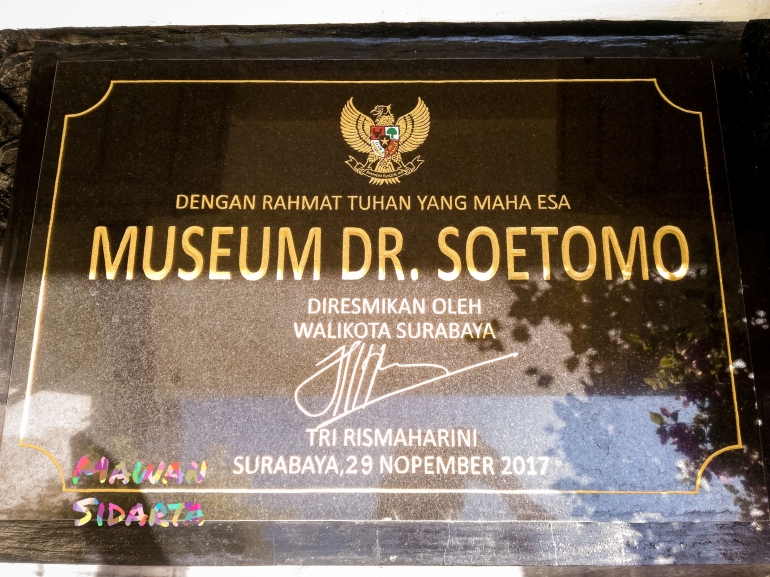 DENGAN RAHMAT TUHAN YANG MAHA ESA
MUSEUM DR. SOETOMO
DIRESMIKAN OLEH
WALIKOTA SURABAYA
TRI RISMAHARINI
SURABAYA,29 NOPEMBER 2017
MAWAN
SIDARTA